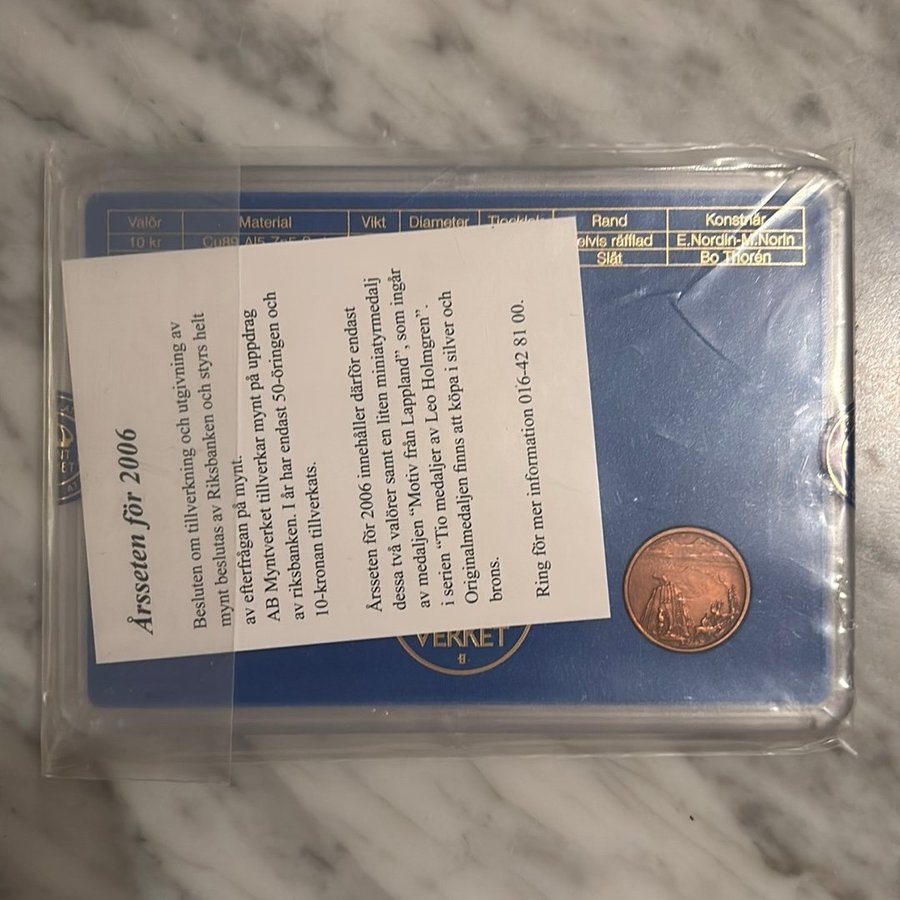 Valör Material Vikt Diameter Rand Konstnär
10 kr räfflad E.Nordin-M.Norin
Slät Bo Thorén
Årsseten för 2006
Besluten om tillverkning och utgivning av
mynt beslutas av Riksbanken och styrs helt
av efterfrågan på mynt.
AB Myntverket tillverkar mynt på uppdrag
av riksbanken. I år har endast 50-öringen och
10-kronan tillverkats.
Årsseten för 2006 innehåller därför endast
dessa två valörer samt en liten miniatyrmedalj
av medaljen “Motiv från Lappland”, som ingår
i serien “Tio medaljer av Leo Holmgren”.
Originalmedaljen finns att köpa i silver och
brons.
Ring för mer information 016-42 81 00.
VERKET